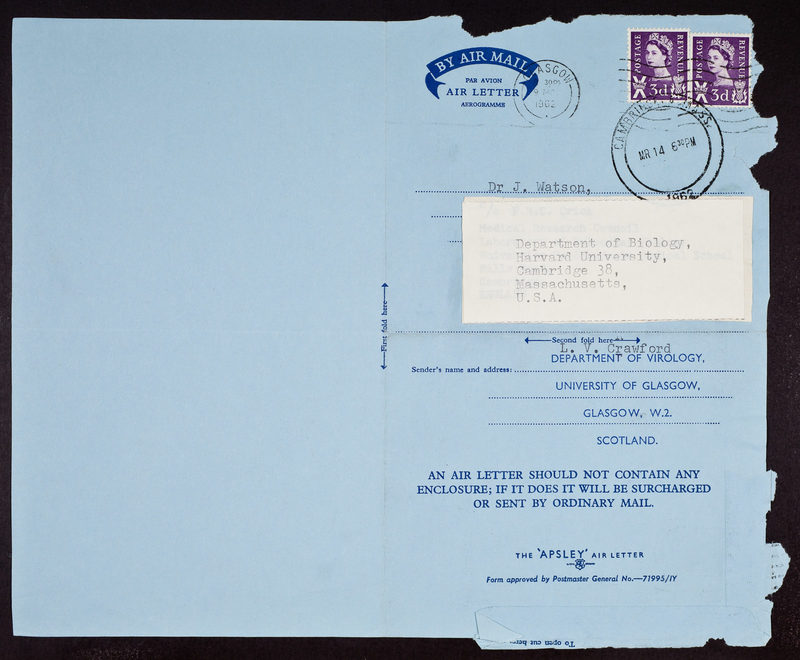 BY AIR MAIL
PAR AVION
AIR LETTER
AEROGRAMME
GLASGOW
1962
POSTAGE REVENUE
3d
POSTAGE REVENUE
3d
MR 14 6 30 PM
1962
Dr J. Watson,
Department of Biology,
Harvard University,
Cambridge 38,
Massachusetts,
U.S.A.
First fold here
Second fold here
L. V. Crawford
Sender's name and address:
DEPARTMENT OF VIROLOGY,
UNIVERSITY OF GLASGOW,
GLASGOW, W.2.
SCOTLAND.
AN AIR LETTER SHOULD NOT CONTAIN ANY
ENCLOSURE; IF IT DOES IT WILL BE SURCHARGED
OR SENT BY ORDINARY MAIL.
THE 'APSLEY' AIR LETTER
Form approved by Postmaster General No.—71995/1Y
To open cut here